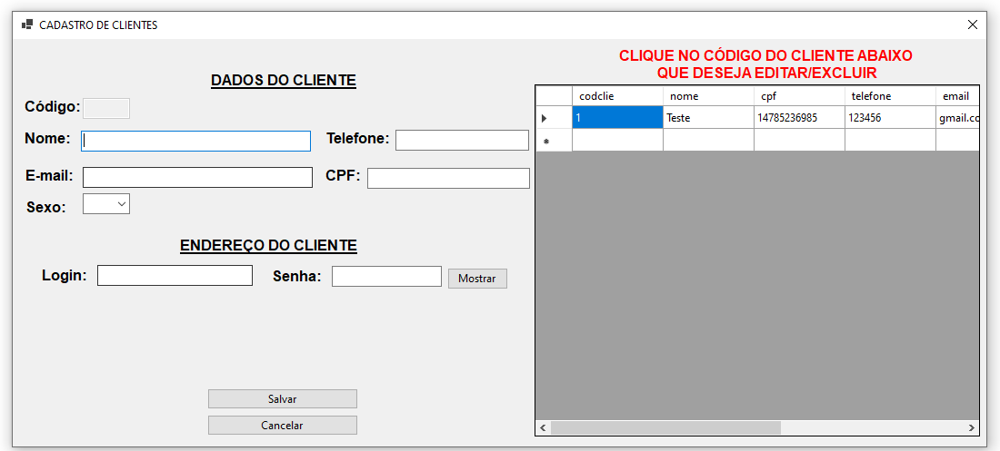 CADASTRO DE CLIENTES
DADOS DO CLIENTE
Código:
Nome:
Telefone:
E-mail:
CPF:
Sexo:
ENDEREÇO DO CLIENTE
Login:
Senha:
Mostrar
Salvar
Cancelar
CLIQUE NO CÓDIGO DO CLIENTE ABAIXO
QUE DESEJA EDITAR/EXCLUIR
codclie nome cpf telefone email
1 Teste 14785236985 123456 gmail.cc